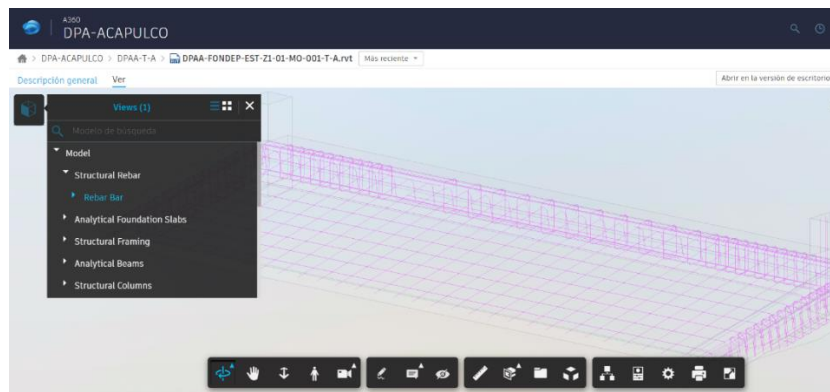 A360
DPA-ACAPULCO
DPA-ACAPULCO > DPAA-T-A > DPAA-FONDEP-EST-Z1-01-MO-001-T-A.rvt Más reciente
Descripción general Ver
Abrir en la versión de escritorio
Views (1)
Modelo de búsqueda
Model
Structural Rebar
Rebar Bar
Analytical Foundation Slabs
Structural Framing
Analytical Beams
Structural Columns